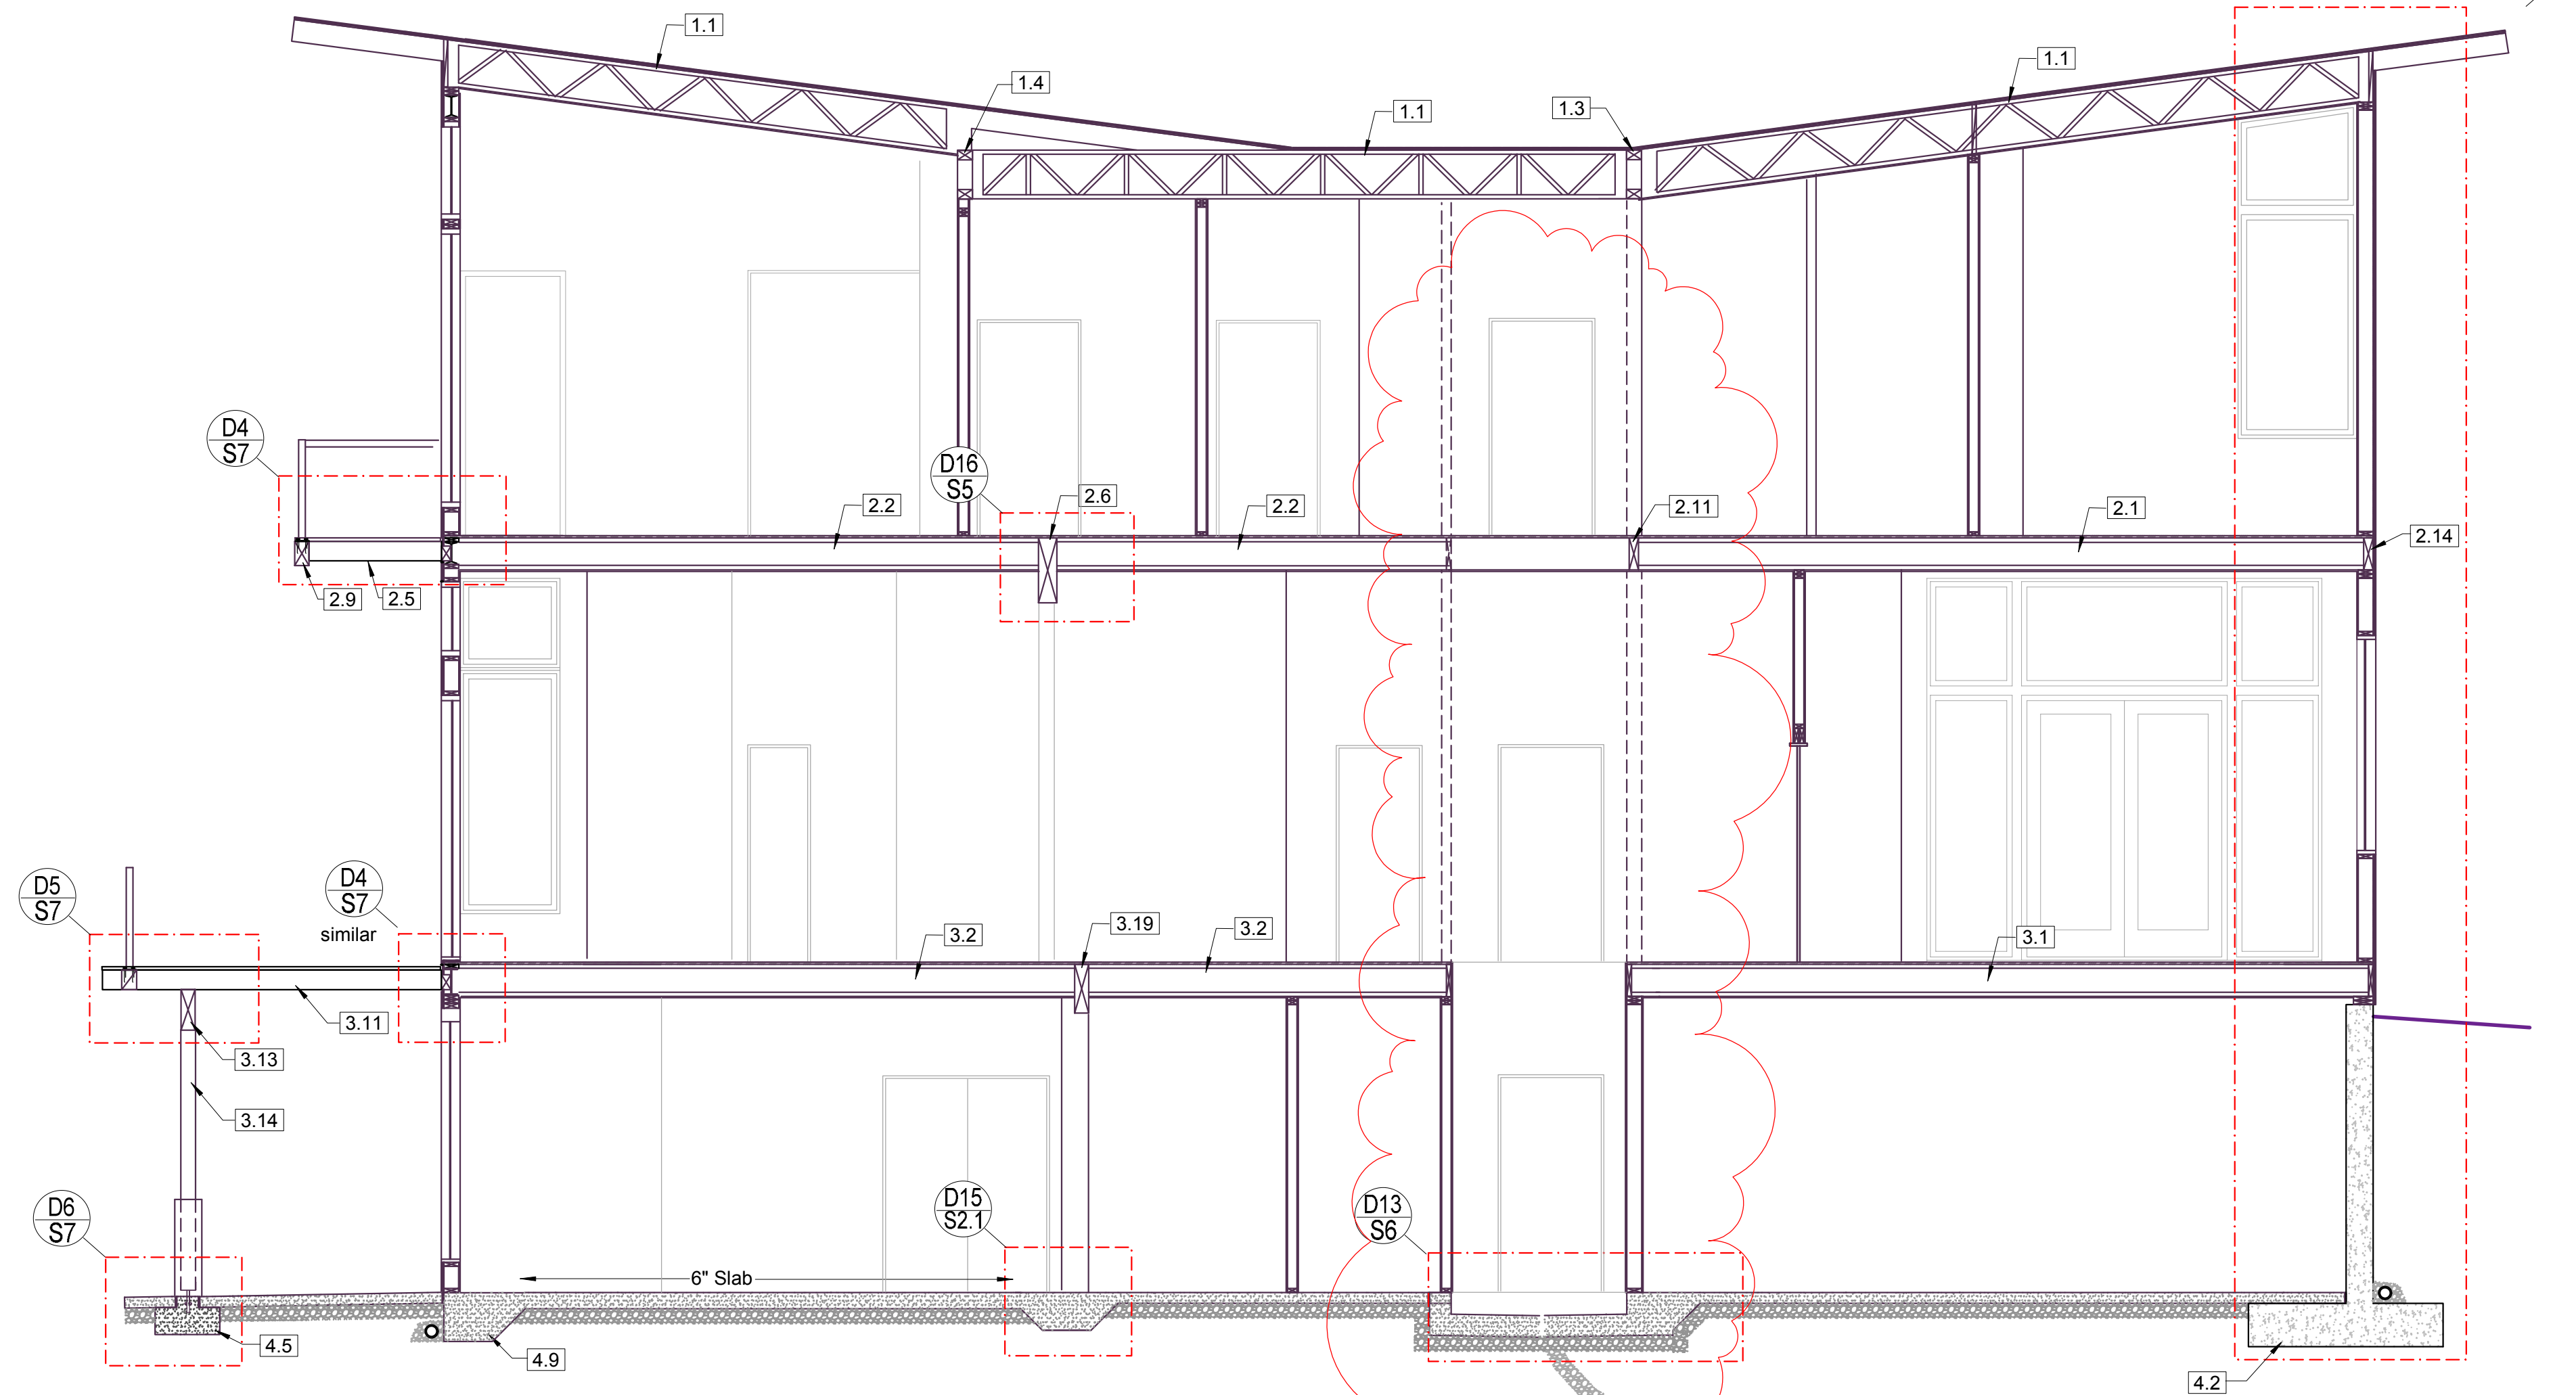 1.1
1.4
1.1
1.3
1.1
D4
S7
D16
S5
2.2
2.6
2.2
2.11
2.1
2.14
2.9
2.5
D5
S7
D4
S7
similar
3.2
3.19
3.2
3.1
3.11
3.13
3.14
D6
S7
D15
S2.1
D13
S6
6" Slab
4.5
4.9
4.2